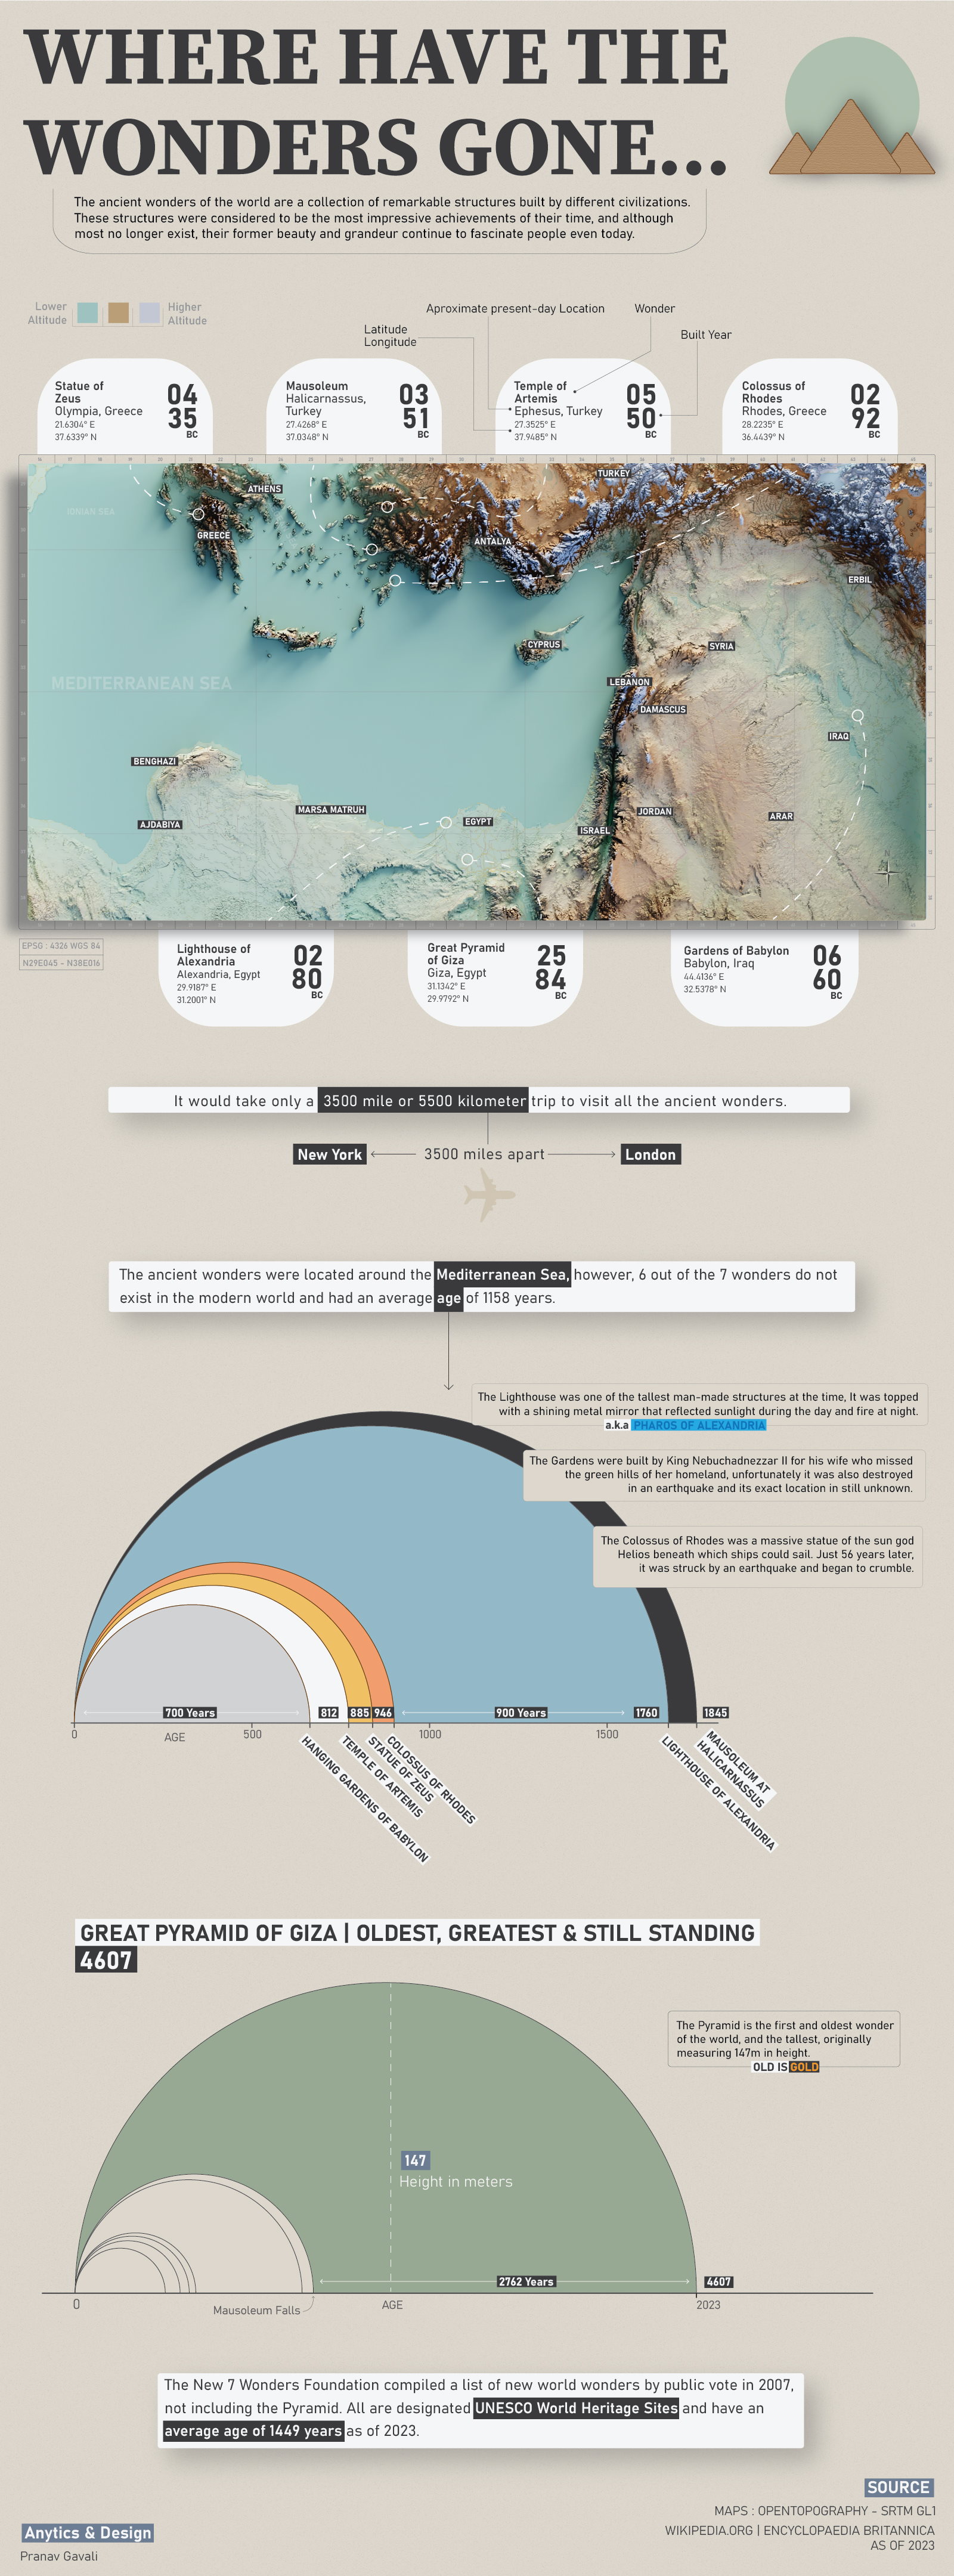 WHERE HAVE THE
WONDERS GONE...
The ancient wonders of the world are a collection of remarkable structures built by different civilizations.
These structures were considered to be the most impressive achievements of their time, and although
most no longer exist, their former beauty and grandeur continue to fascinate people even today.
Lower
Altitude
Higher
Altitude
Aproximate present-day Location
Wonder
Latitude
Longitude
Built Year
Statue of
Zeus
Olympia, Greece
21.6304° E
37.6339° N
04
35
BC
Mausoleum
Halicarnassus,
Turkey
27.4268° E
37.0348° N
03
51
BC
Temple of
Artemis
Ephesus, Turkey
27.3525° E
37.9485° N
05
50
BC
Colossus of
Rhodes
Rhodes, Greece
28.2235° E
36.4439° N
02
92
BC
TURKEY
ATHENS
IONIAN SEA
GREECE
ANTALYA
ERBIL
CYPRUS
SYRIA
LEBANON
MEDITERRANEAN SEA
DAMASCUS
IRAQ
BENGHAZI
MARSA MATRUH
JORDAN
ARAR
AJDABIYA
EGYPT
ISRAEL
EPSG : 4326 WGS 84
N29E045 - N38E016
Lighthouse of
Alexandria
Alexandria, Egypt
29.9187° E
31.2001° N
02
80
BC
Great Pyramid
of Giza
Giza, Egypt
31.1342° E
29.9792° N
25
84
BC
Gardens of Babylon
Babylon, Iraq
44.4136° E
32.5378° N
06
60
BC
It would take only a 3500 mile or 5500 kilometer trip to visit all the ancient wonders.
New York
3500 miles apart
London
The ancient wonders were located around the Mediterranean Sea, however, 6 out of the 7 wonders do not
exist in the modern world and had an average age of 1158 years.
The Lighthouse was one of the tallest man-made structures at the time, It was topped
with a shining metal mirror that reflected sunlight during the day and fire at night.
a.k.a PHAROS OF ALEXANDRIA
The Gardens were built by King Nebuchadnezzar II for his wife who missed
the green hills of her homeland, unfortunately it was also destroyed
in an earthquake and its exact location in still unknown.
The Colossus of Rhodes was a massive statue of the sun god
Helios beneath which ships could sail. Just 56 years later,
it was struck by an earthquake and began to crumble.
700 Years
812
885
946
900 Years
1760
1845
0
AGE
500
1000
1500
HANGING GARDENS OF BABYLON
TEMPLE OF ARTEMIS
STATUE OF ZEUS
COLOSSUS OF RHODES
LIGHTHOUSE OF ALEXANDRIA
MAUSOLEUM AT
HALICARNASSUS
GREAT PYRAMID OF GIZA | OLDEST, GREATEST & STILL STANDING
4607
The Pyramid is the first and oldest wonder
of the world, and the tallest, originally
measuring 147m in height.
OLD IS GOLD
147
Height in meters
2762 Years
4607
0
Mausoleum Falls
AGE
2023
The New 7 Wonders Foundation compiled a list of new world wonders by public vote in 2007,
not including the Pyramid. All are designated UNESCO World Heritage Sites and have an
average age of 1449 years as of 2023.
SOURCE
MAPS : OPENTOPOGRAPHY - SRTM GL1
WIKIPEDIA.ORG | ENCYCLOPAEDIA BRITANNICA
AS OF 2023
Anytics & Design
Pranav Gavali